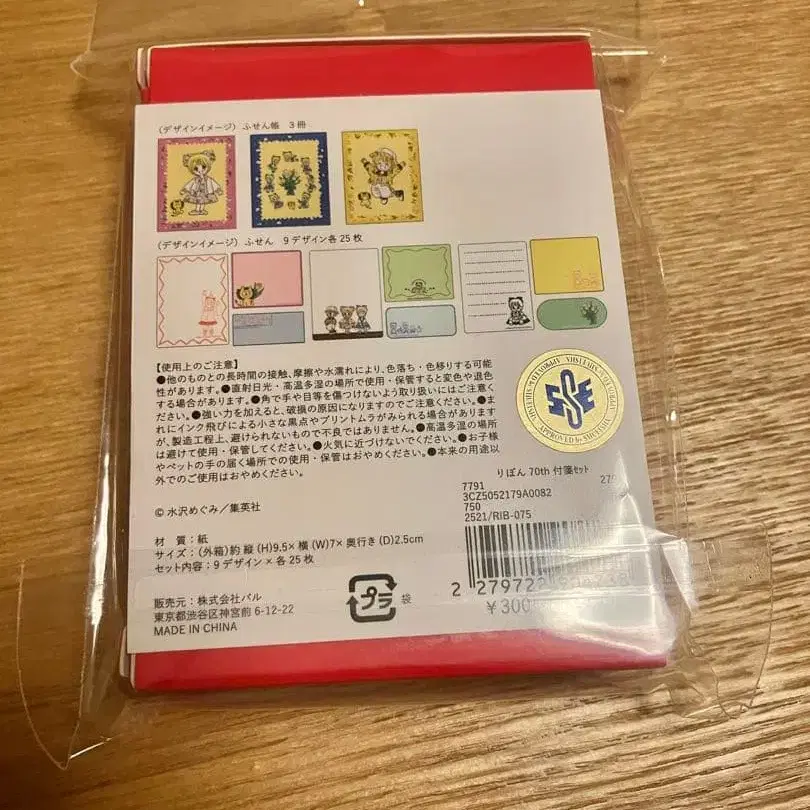 (デザインイメージ) ふせん帳 3冊
(デザインイメージ) ふせん 9デザイン各25枚
【使用上のご注意】
●他のものとの長時間の接触、摩擦や水濡れにより、色落ち・色移りする可能
性があります。●直射日光・高温多湿の場所で使用・保管すると変色や退色
する場合があります。●角で手や目等を傷つけないよう取り扱いにはご注意く
ださい。●強い力を加えると、破損の原因になりますのでご注意ください。●ま
れにインク飛びによる小さな黒点やプリントムラがみられる場合があります
が、製造工程上、避けられないもので不良ではありません。●高温多湿の場所
は避けて使用・保管してください。●火気に近づけないでください。●お子様
やペットの手の届く場所での使用・保管はおやめください。●本来の用途以
外でのご使用はおやめください。
APPROVED by SHUEISHA
りぼん 70th 付箋セット
7791
3CZ5052179A0082
750
2521/RIB-075
© 水沢めぐみ／集英社
材 質：紙
サイズ：(外箱)約 縦 (H)9.5× 横 (W)7× 奥行き (D)2.5cm
セット内容：9 デザイン × 各 25 枚
販売元：株式会社パル
東京都渋谷区神宮前 6-12-22
MADE IN CHINA
プラ
袋
￥300